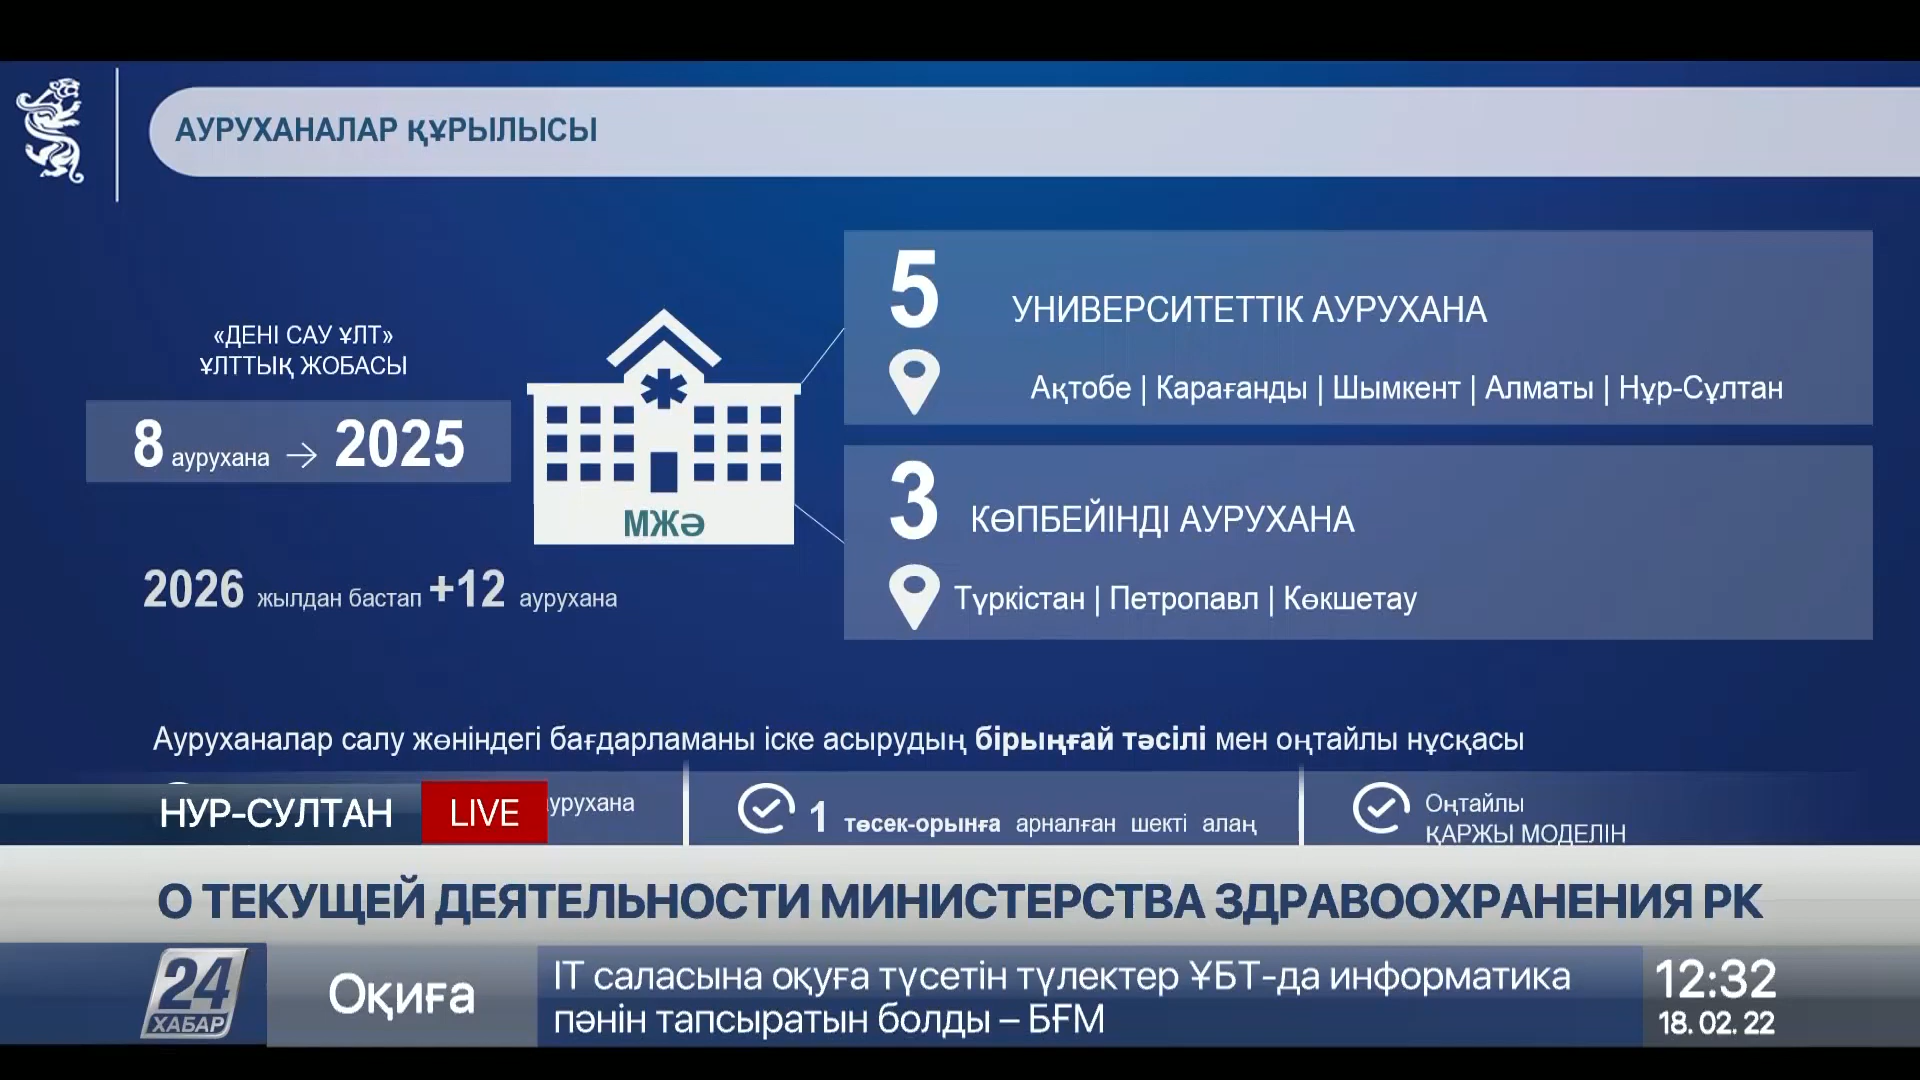 АУРУХАНАЛАР ҚҰРЫЛЫСЫ
«ДЕНІ САУ ҰЛТ»
ҰЛТТЫҚ ЖОБАСЫ
8 аурухана → 2025
2026 жылдан бастап +12 аурухана
МЖӘ
5 УНИВЕРСИТЕТТІК АУРУХАНА
Ақтобе | Карағанды | Шымкент | Алматы | Нұр-Сұлтан
3 КӨПБЕЙІНДІ АУРУХАНА
Түркістан | Петропавл | Көкшетау
Ауруханалар салу жөніндегі бағдарламаны іске асырудың бірыңғай тәсілі мен оңтайлы нұсқасы
1 төсек-орынға арналған шекті алаң
Оңтайлы
ҚАРЖЫ МОДЕЛІН
НУР-СУЛТАН LIVE
О ТЕКУЩЕЙ ДЕЯТЕЛЬНОСТИ МИНИСТЕРСТВА ЗДРАВООХРАНЕНИЯ РК
24
ХАБАР
Оқиға
IT саласына оқуға түсетін түлектер ҰБТ-да информатика
пәнін тапсыратын болды – БҒМ
12:32
18. 02. 22